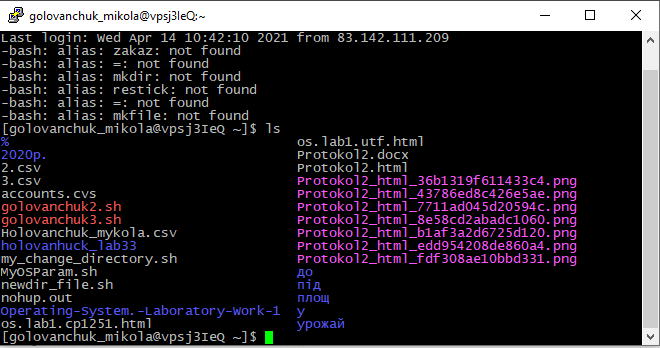 golovanchuk_mikola@vpsj3leQ:~
Last login: Wed Apr 14 10:42:10 2021 from 83.142.111.209
-bash: alias: zakaz: not found
-bash: alias: =: not found
-bash: alias: mkdir: not found
-bash: alias: restick: not found
-bash: alias: =: not found
-bash: alias: mkfile: not found
[golovanchuk_mikola@vpsj3IeQ ~]$ ls
% os.lab1.utf.html
2020р. Protokol2.docx
2.csv Protokol2.html
3.csv Protokol2_html_36b1319f611433c4.png
accounts.cvs Protokol2_html_43786ed8c426e5ae.png
golovanchuk2.sh Protokol2_html_7711ad045d20594c.png
golovanchuk3.sh Protokol2_html_8e58cd2abadc1060.png
Holovanchuk_mykola.csv Protokol2_html_b1af3a2d6725d120.png
holovanhuck_lab33 Protokol2_html_edd954208de860a4.png
my_change_directory.sh Protokol2_html_fdf308ae10bbd331.png
MyOSParam.sh до
newdir_file.sh під
nohup.out площ
Operating-System.-Laboratory-Work-1 у
os.lab1.cp1251.html урожай
[golovanchuk_mikola@vpsj3IeQ ~]$